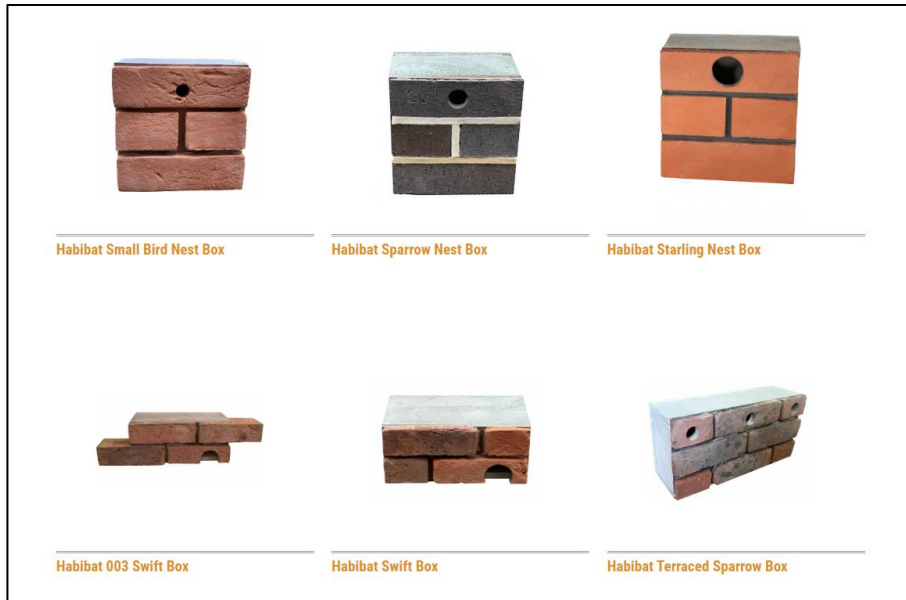 Habibat Small Bird Nest Box
Habibat Sparrow Nest Box
Habibat Starling Nest Box
Habibat 003 Swift Box
Habibat Swift Box
Habibat Terraced Sparrow Box